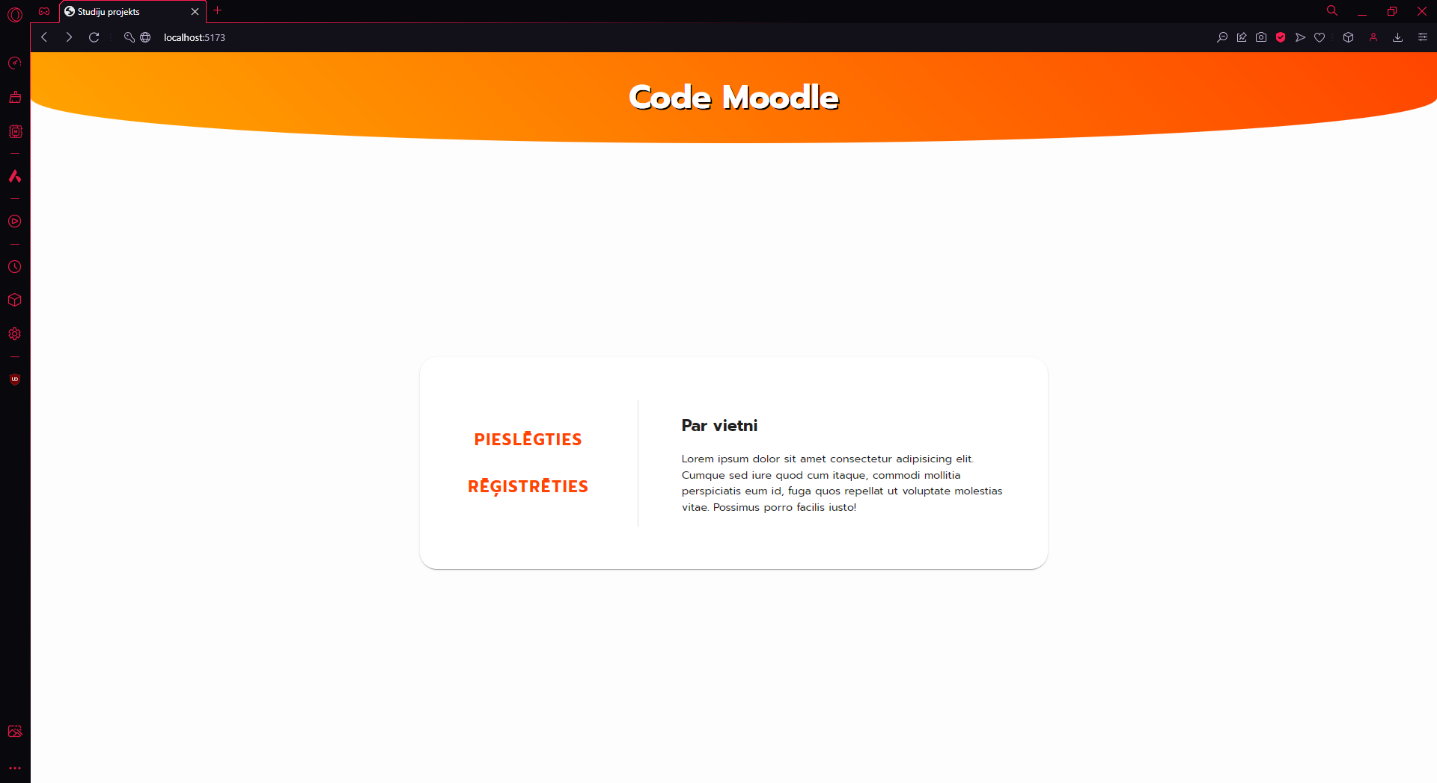 Studiju projekts
localhost:5173
Code Moodle
PIESLĒGTIES
RĒĢISTRĒTIES
Par vietni
Lorem ipsum dolor sit amet consectetur adipisicing elit.
Cumque sed iure quod cum itaque, commodi mollitia
perspiciatis eum id, fuga quos repellat ut voluptate molestias
vitae. Possimus porro facilis iusto!